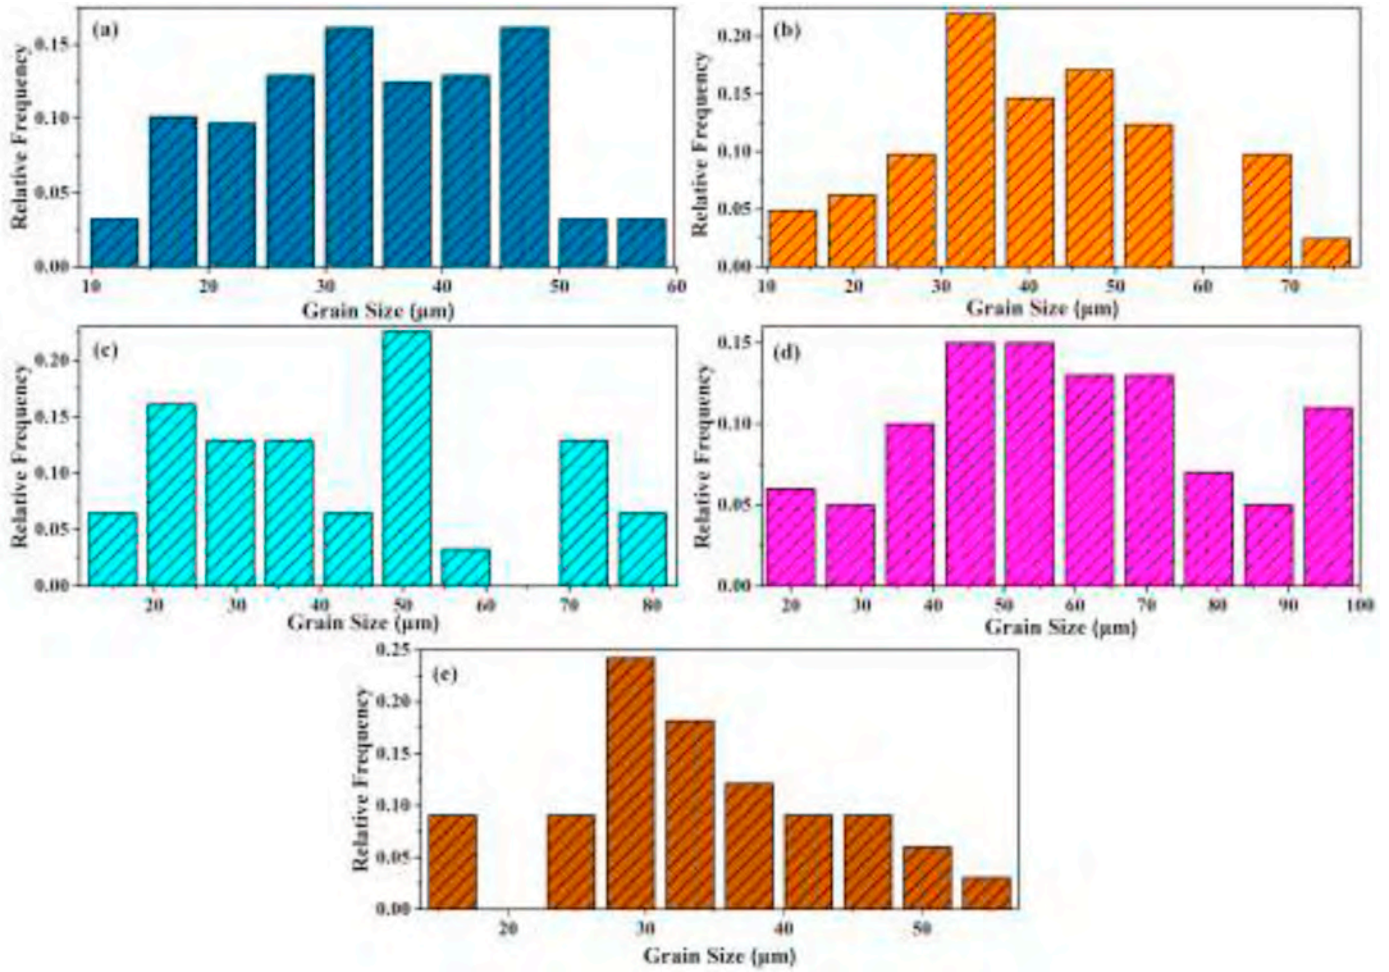 (a)
Relative Frequency
0.15
0.10
0.05
0.00
10 20 30 40 50 60
Grain Size (µm)
(b)
Relative Frequency
0.20
0.15
0.10
0.05
0.00
10 20 30 40 50 60 70
Grain Size (µm)
(c)
Relative Frequency
0.20
0.15
0.10
0.05
0.00
20 30 40 50 60 70 80
Grain Size (µm)
(d)
Relative Frequency
0.15
0.10
0.05
0.00
20 30 40 50 60 70 80 90 100
Grain Size (µm)
(e)
Relative Frequency
0.25
0.20
0.15
0.10
0.05
0.00
20 30 40 50
Grain Size (µm)